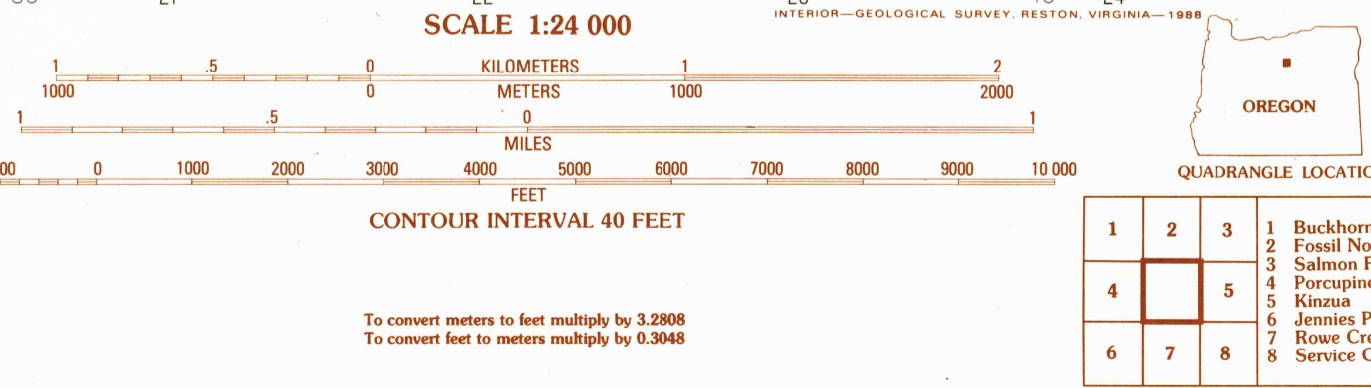 INTERIOR—GEOLOGICAL SURVEY, RESTON, VIRGINIA—1988
SCALE 1:24 000
1 .5 0 KILOMETERS 1 2
1000 0 METERS 1000 2000
1 .5 0 1
MILES
00 0 1000 2000 3000 4000 5000 6000 7000 8000 9000 10 000
FEET
CONTOUR INTERVAL 40 FEET
To convert meters to feet multiply by 3.2808
To convert feet to meters multiply by 0.3048
OREGON
QUADRANGLE LOCATIO
1 2 3
4 5
6 7 8
1 Buckhorn
2 Fossil No
3 Salmon F
4 Porcupine
5 Kinzua
6 Jennies P
7 Rowe Cre
8 Service C